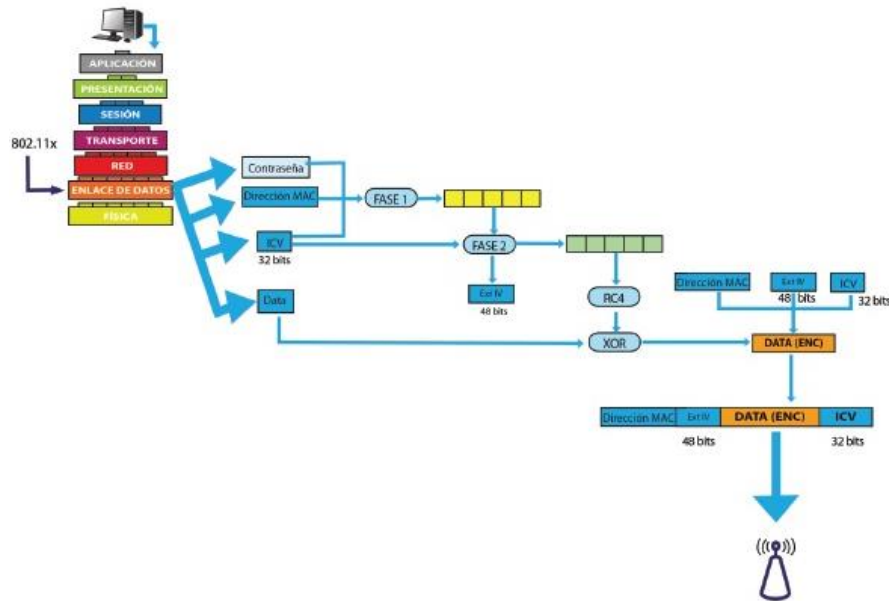 APLICACIÓN
PRESENTACIÓN
SESIÓN
TRANSPORTE
802.11x
RED
ENLACE DE DATOS
FÍSICA
Contraseña
Dirección MAC
FASE 1
ICV
32 bits
FASE 2
Ext IV
48 bits
Data
RC4
XOR
Dirección MAC
Ext IV
48 bits
ICV
32 bits
DATA (ENC)
Dirección MAC
Ext IV
DATA (ENC)
ICV
48 bits
32 bits